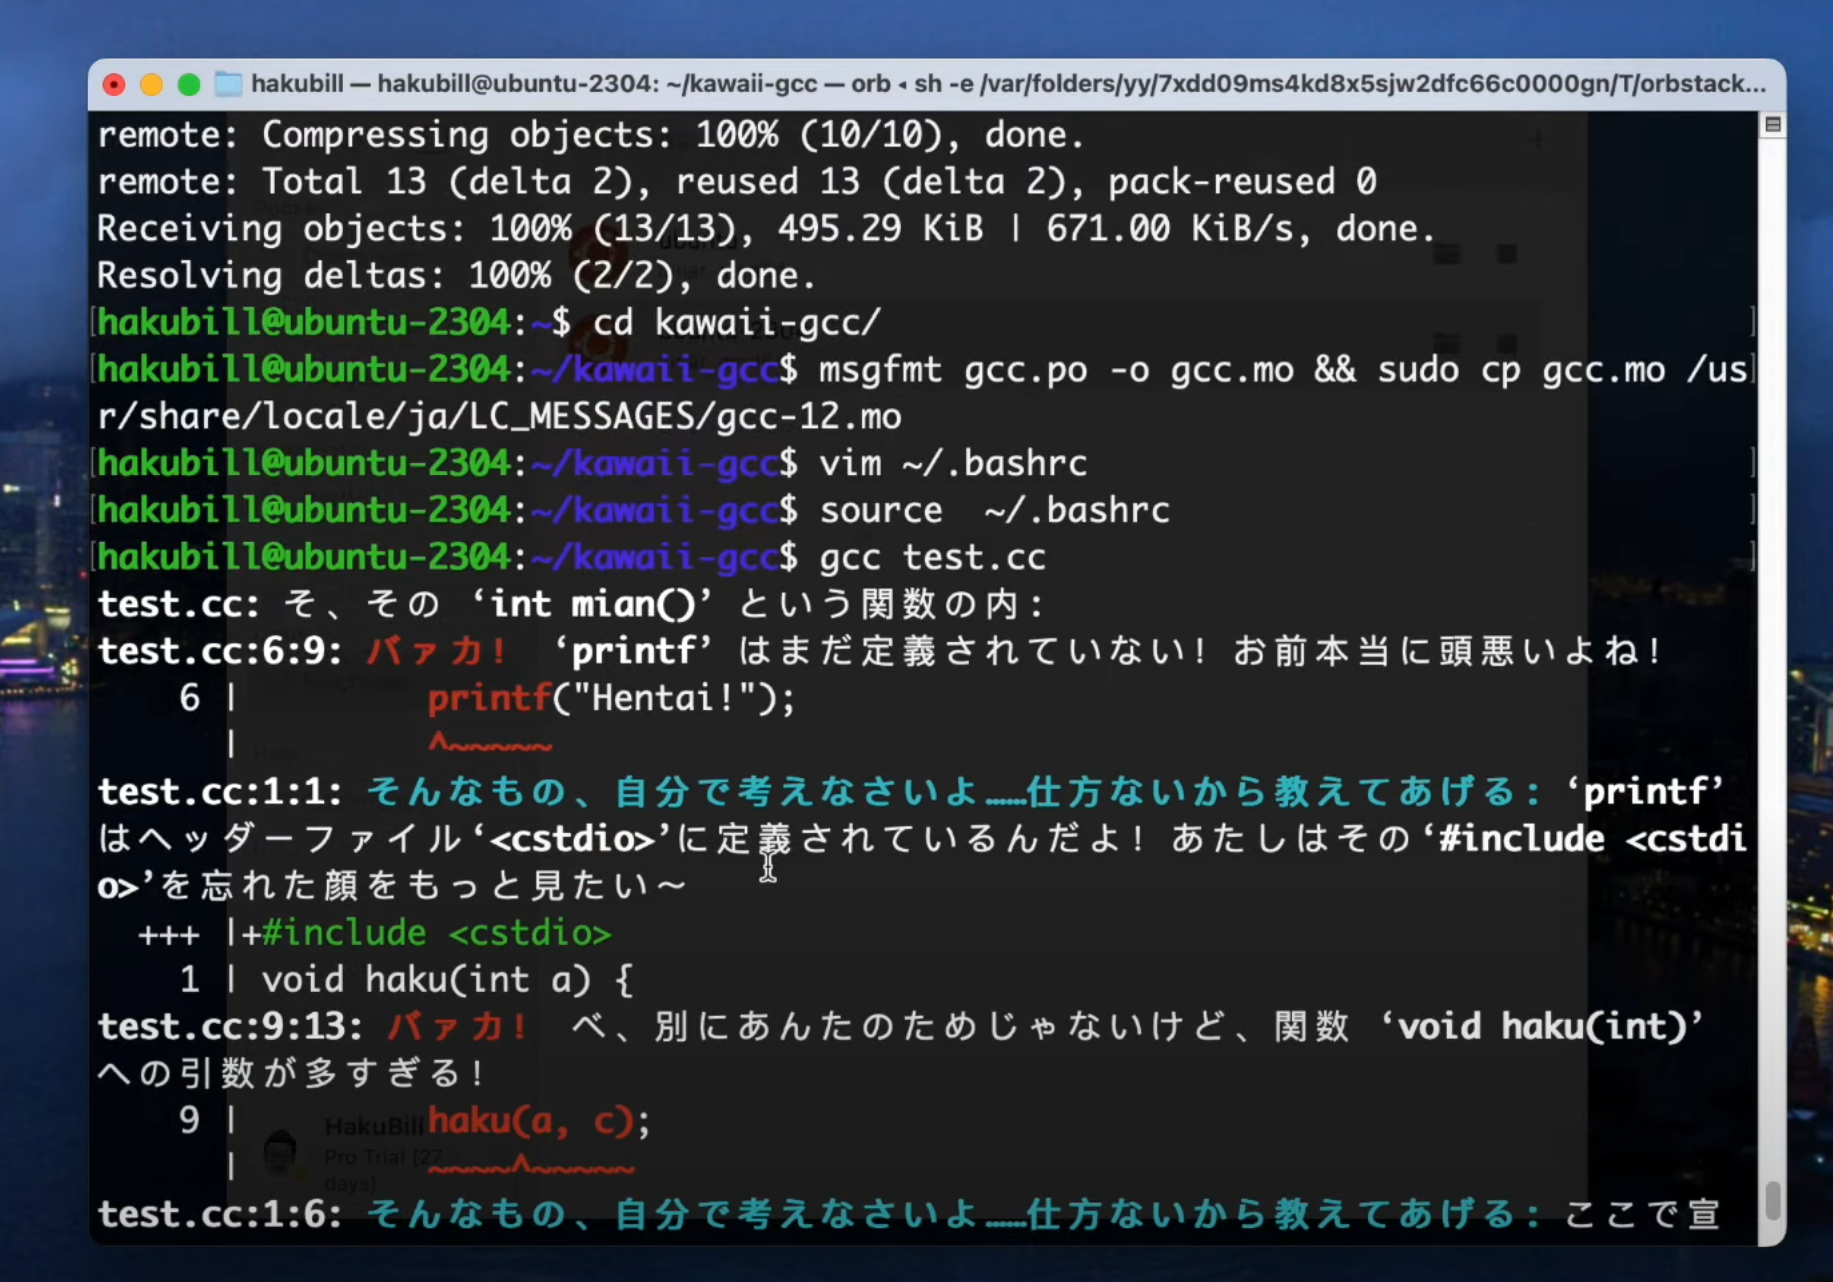 hakubill — hakubill@ubuntu-2304: ~/kawaii-gcc — orb ◂ sh -e /var/folders/yy/7xdd09ms4kd8x5sjw2dfc66c0000gn/T/orbstack...
remote: Compressing objects: 100% (10/10), done.
remote: Total 13 (delta 2), reused 13 (delta 2), pack-reused 0
Receiving objects: 100% (13/13), 495.29 KiB | 671.00 KiB/s, done.
Resolving deltas: 100% (2/2), done.
hakubill@ubuntu-2304:~$ cd kawaii-gcc/
hakubill@ubuntu-2304:~/kawaii-gcc$ msgfmt gcc.po -o gcc.mo && sudo cp gcc.mo /us
r/share/locale/ja/LC_MESSAGES/gcc-12.mo
hakubill@ubuntu-2304:~/kawaii-gcc$ vim ~/.bashrc
hakubill@ubuntu-2304:~/kawaii-gcc$ source  ~/.bashrc
hakubill@ubuntu-2304:~/kawaii-gcc$ gcc test.cc
test.cc: そ、その ‘int mian()’ という関数の内:
test.cc:6:9: バァカ! ‘printf’ はまだ定義されていない! お前本当に頭悪いよね!
6 | printf("Hentai!");
| ^~~~~~
test.cc:1:1: そんなもの、自分で考えなさいよ……仕方ないから教えてあげる: ‘printf’
はヘッダーファイル‘<cstdio>’に定義されているんだよ! あたしはその‘#include <cstdi
o>’を忘れた顔をもっと見たい～
+++ |+#include <cstdio>
1 | void haku(int a) {
test.cc:9:13: バァカ! べ、別にあんたのためじゃないけど、関数 ‘void haku(int)’
への引数が多すぎる!
9 | haku(a, c);
| ~~~~^~~~~~
HakuBill
Pro Trial (27
days)
test.cc:1:6: そんなもの、自分で考えなさいよ……仕方ないから教えてあげる: ここで宣